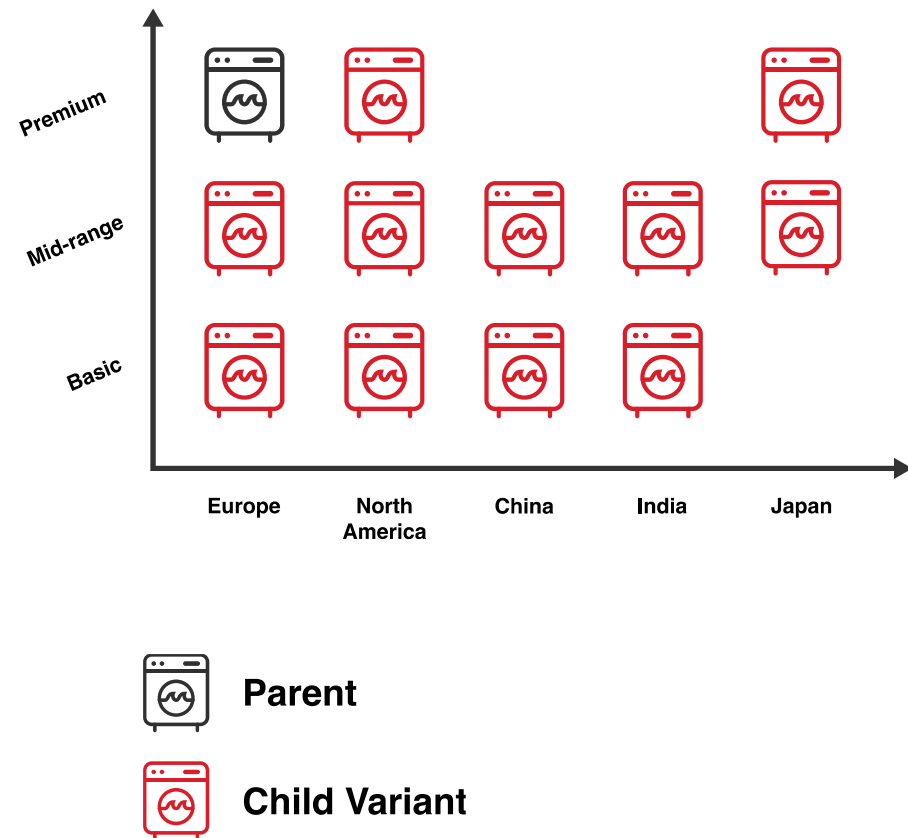 Premium
Mid-range
Basic
Europe
North
America
China
India
Japan
Parent
Child Variant